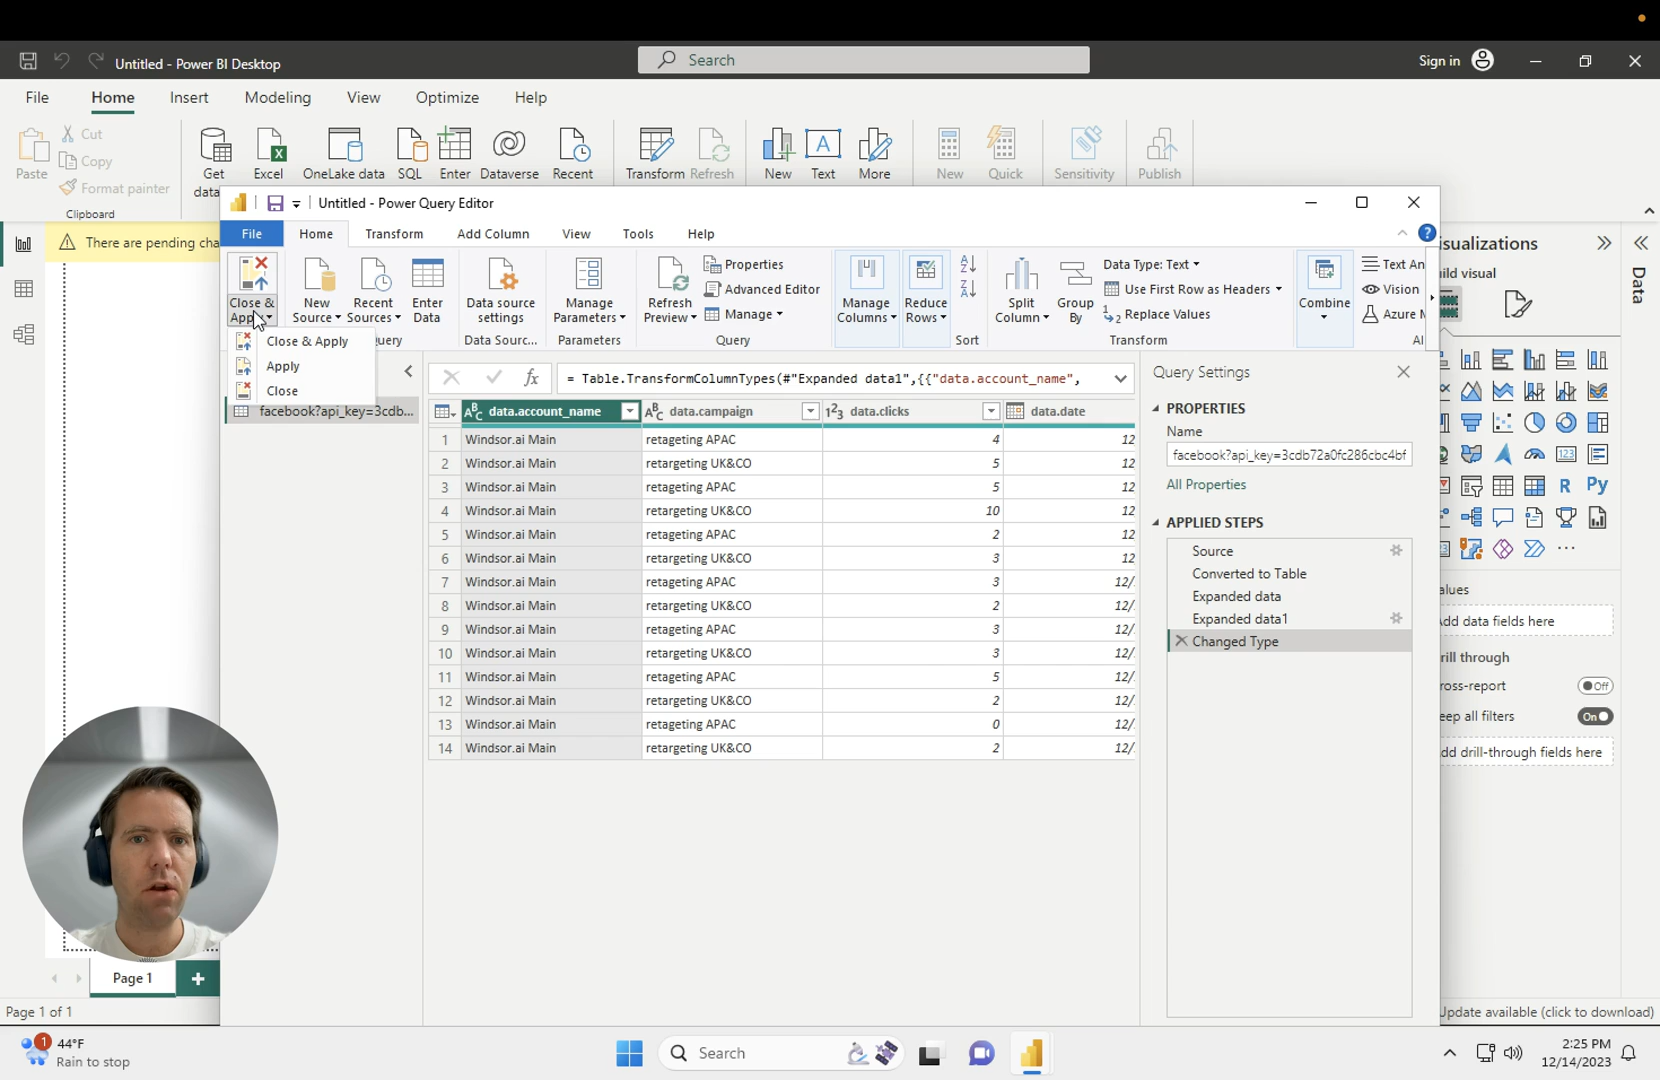 Untitled - Power BI Desktop
Search
Sign in
File Home Insert Modeling View Optimize Help
Paste
Cut
Copy
Format painter
Clipboard
Get
data
Excel
OneLake data
SQL
Enter
Dataverse
Recent
Transform
Refresh
New
Text
More
New
Quick
Sensitivity
Publish
There are pending cha
Untitled - Power Query Editor
File Home Transform Add Column View Tools Help
Close &
Apply
New
Source
Recent
Sources
Enter
Data
Data source
settings
Data Sourc...
Manage
Parameters
Parameters
Refresh
Preview
Properties
Advanced Editor
Manage
Query
Manage
Columns
Reduce
Rows
Sort
Split
Column
Group
By
Data Type: Text
Use First Row as Headers
Replace Values
Transform
Combine
Text An
Vision
Azure M
AI
Close & Apply
Apply
Close
Query
facebook?api_key=3cdb...
= Table.TransformColumnTypes(#"Expanded data1",{{"data.account_name",
data.account_name data.campaign data.clicks data.date
1 Windsor.ai Main retageting APAC 4 12
2 Windsor.ai Main retargeting UK&CO 5 12
3 Windsor.ai Main retageting APAC 5 12
4 Windsor.ai Main retargeting UK&CO 10 12
5 Windsor.ai Main retageting APAC 2 12
6 Windsor.ai Main retargeting UK&CO 3 12
7 Windsor.ai Main retageting APAC 3 12/
8 Windsor.ai Main retargeting UK&CO 2 12/
9 Windsor.ai Main retageting APAC 3 12/
10 Windsor.ai Main retargeting UK&CO 3 12/
11 Windsor.ai Main retageting APAC 5 12/
12 Windsor.ai Main retargeting UK&CO 2 12/
13 Windsor.ai Main retageting APAC 0 12/
14 Windsor.ai Main retargeting UK&CO 2 12/
Query Settings
PROPERTIES
Name
facebook?api_key=3cdb72a0fc286cbc4bf
All Properties
APPLIED STEPS
Source
Converted to Table
Expanded data
Expanded data1
Changed Type
isualizations
ild visual
alues
dd data fields here
rill through
ross-report
Off
eep all filters
On
dd drill-through fields here
Data
Page 1
Page 1 of 1
Update available (click to download)
1
44°F
Rain to stop
Search
2:25 PM
12/14/2023